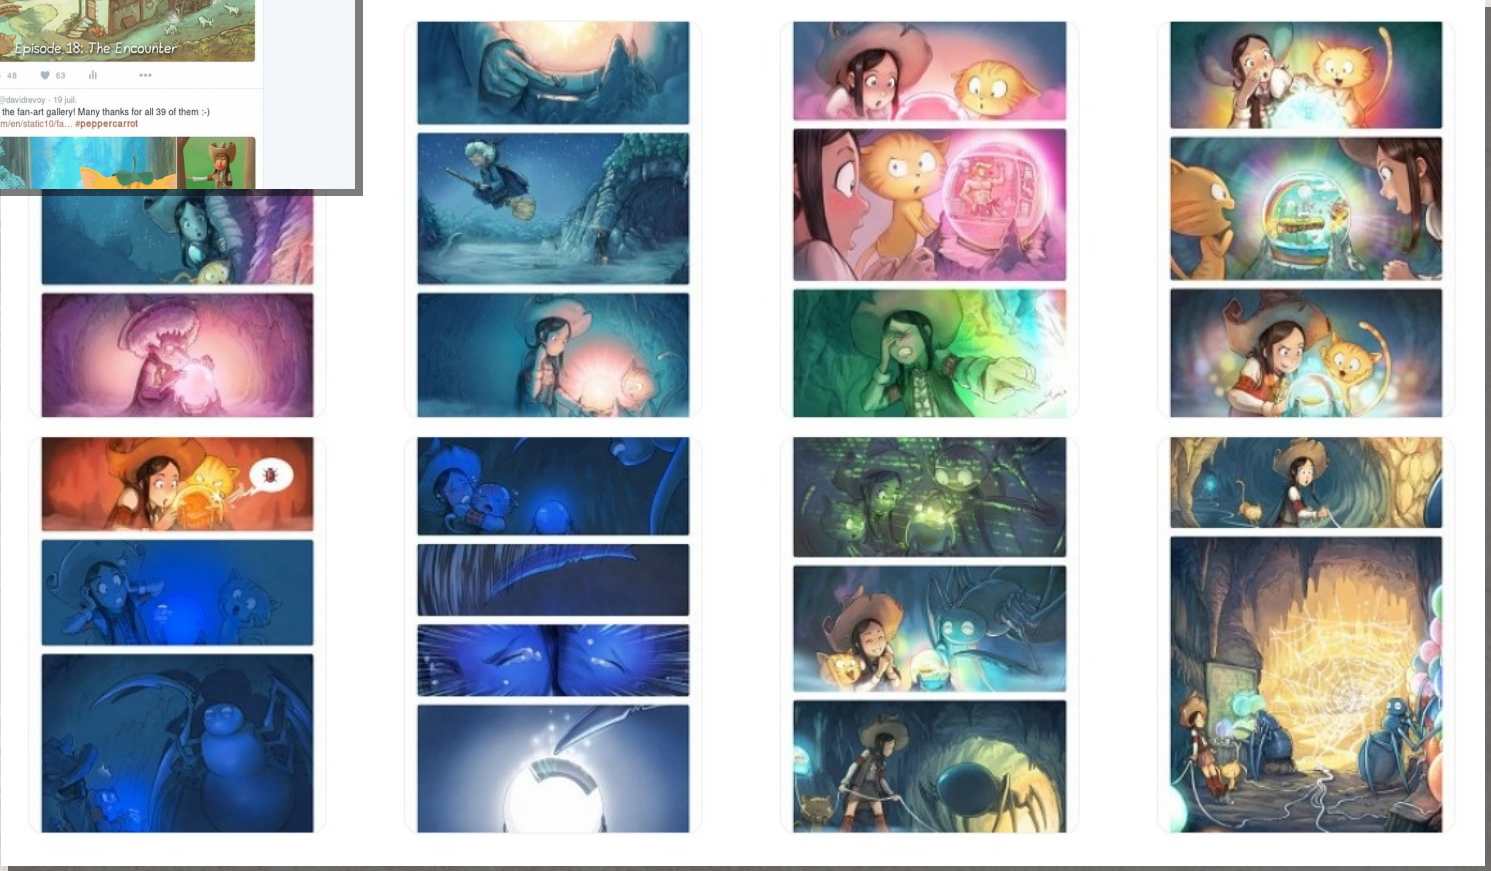 Episode 18: The Encounter
48 63
@davidrevoy · 19 juil.
the fan-art gallery! Many thanks for all 39 of them :-)
m/en/static10/fa... #peppercarrot